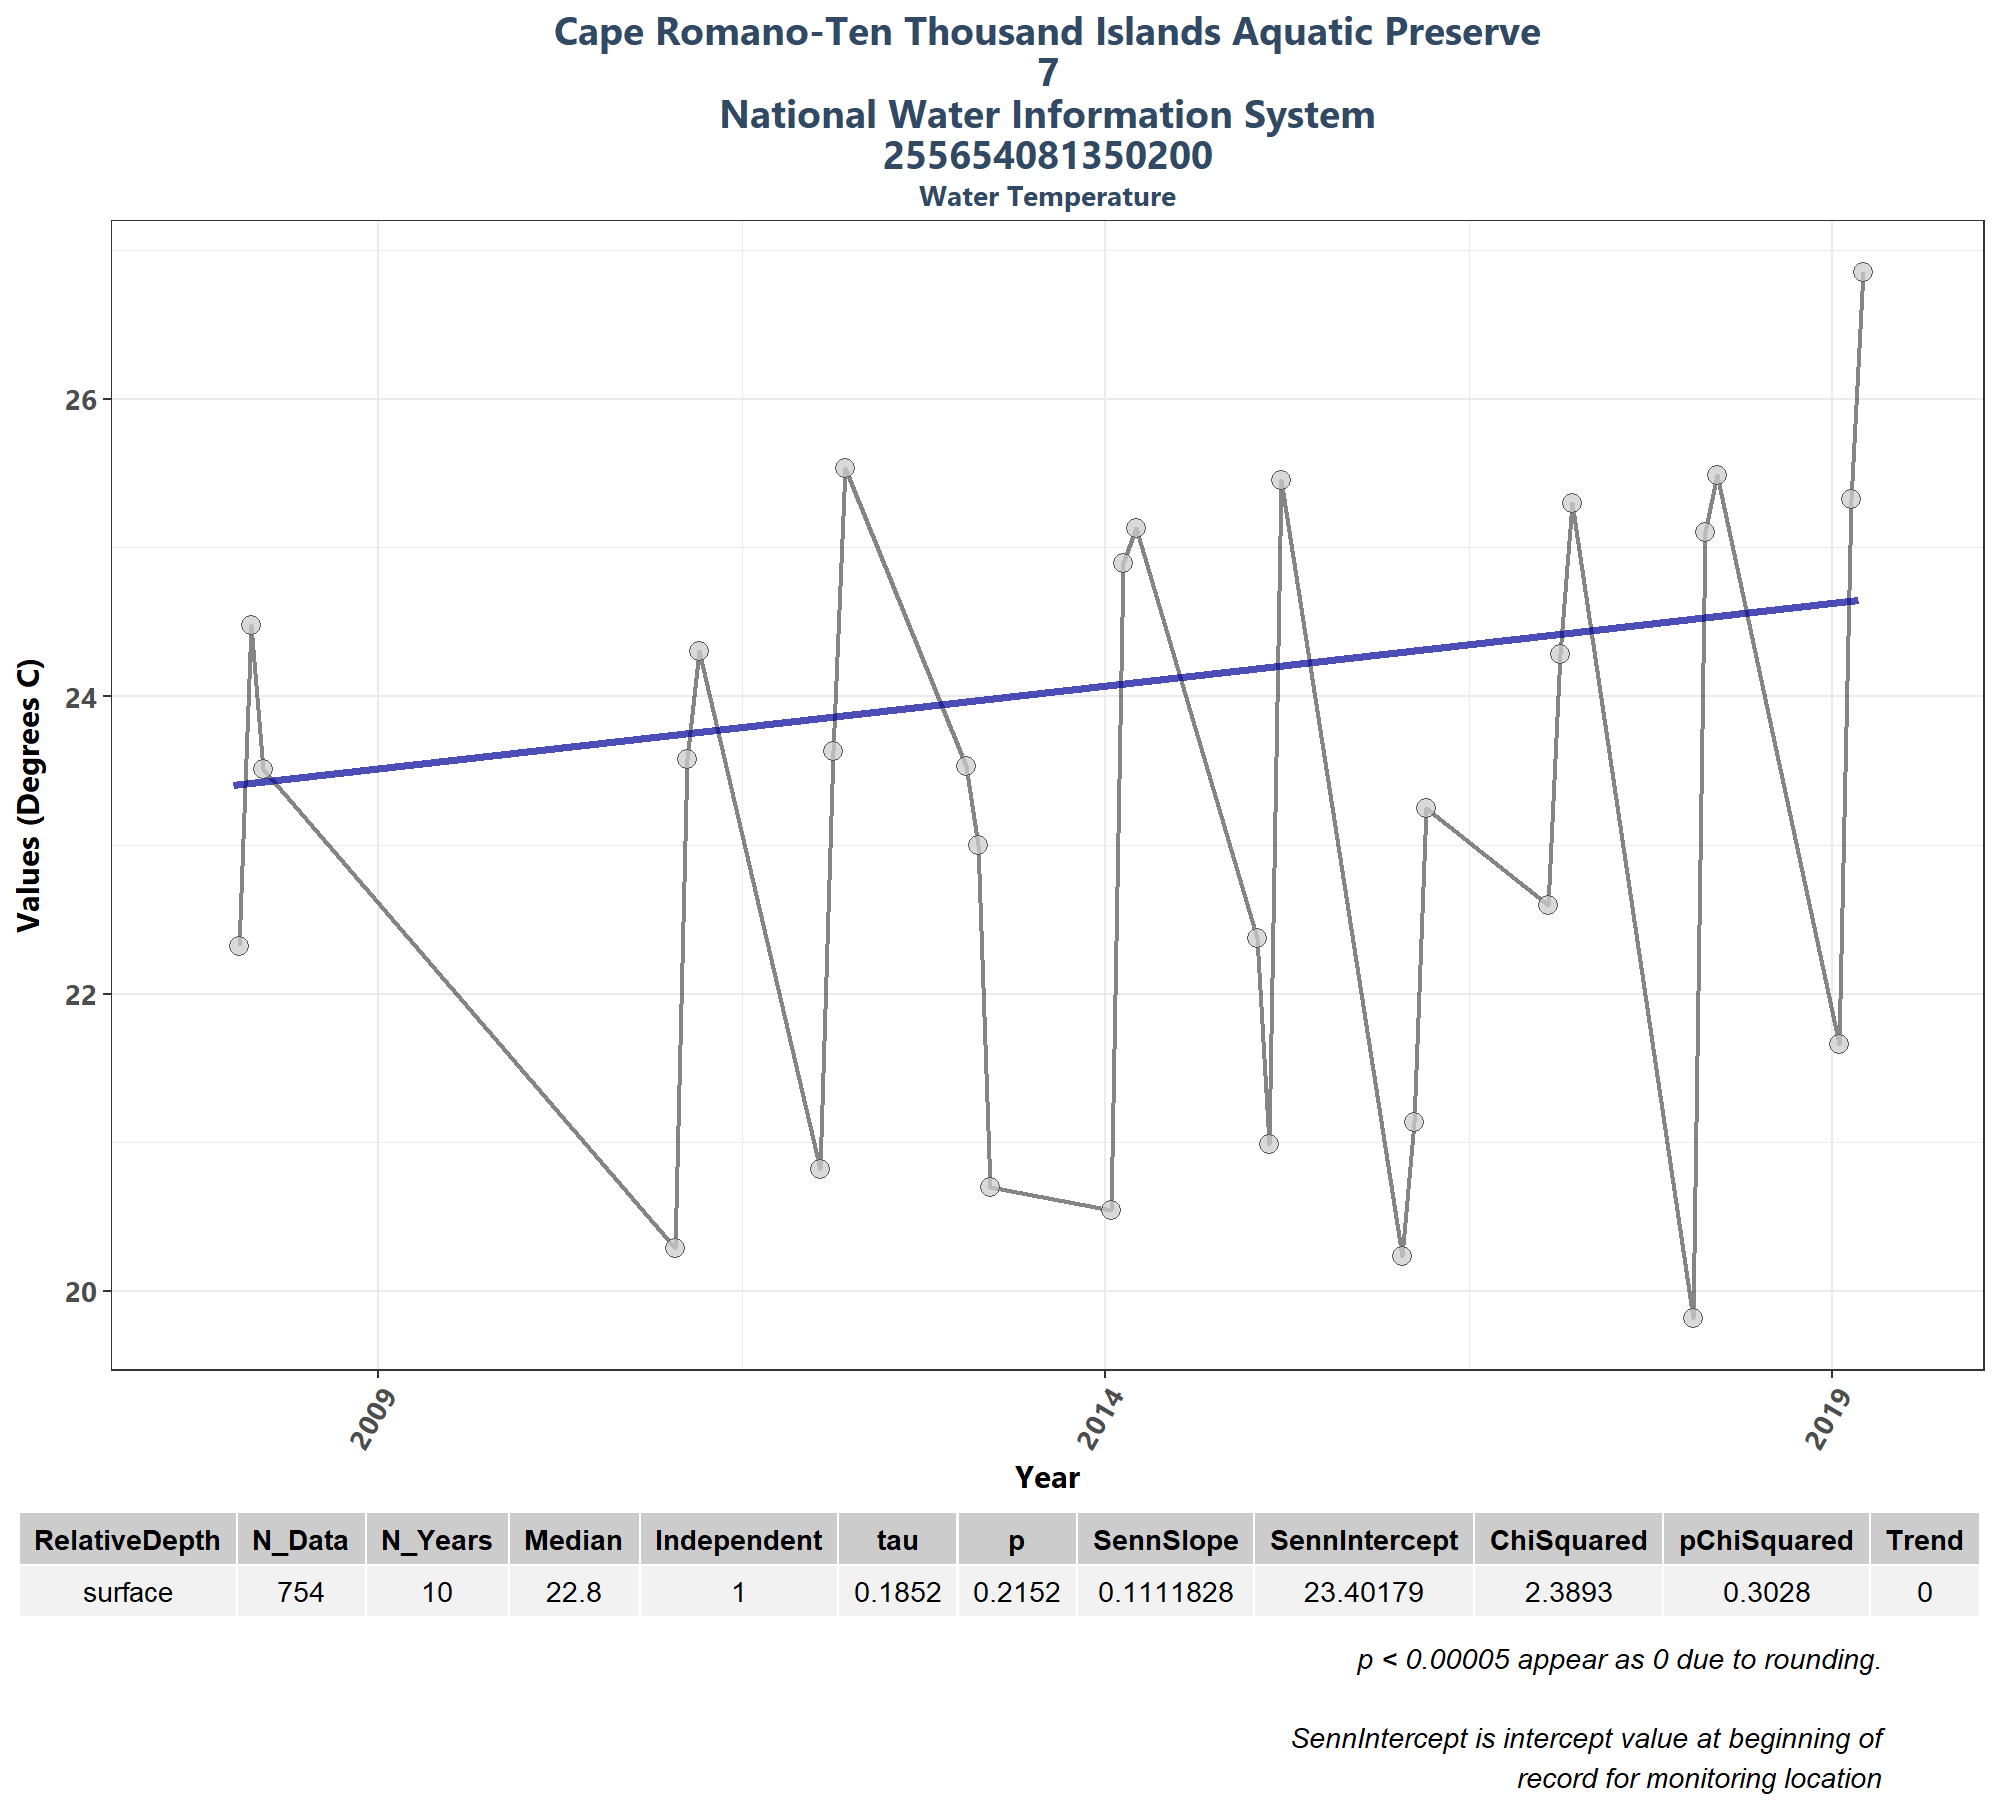 Cape Romano-Ten Thousand Islands Aquatic Preserve
7
National Water Information System
255654081350200
Water Temperature
Values (Degrees C)
26
24
22
20
2009 2014 2019
Year
RelativeDepth N_Data N_Years Median Independent tau p SennSlope SennIntercept ChiSquared pChiSquared Trend
surface 754 10 22.8 1 0.1852 0.2152 0.1111828 23.40179 2.3893 0.3028 0
p < 0.00005 appear as 0 due to rounding.
SennIntercept is intercept value at beginning of
record for monitoring location